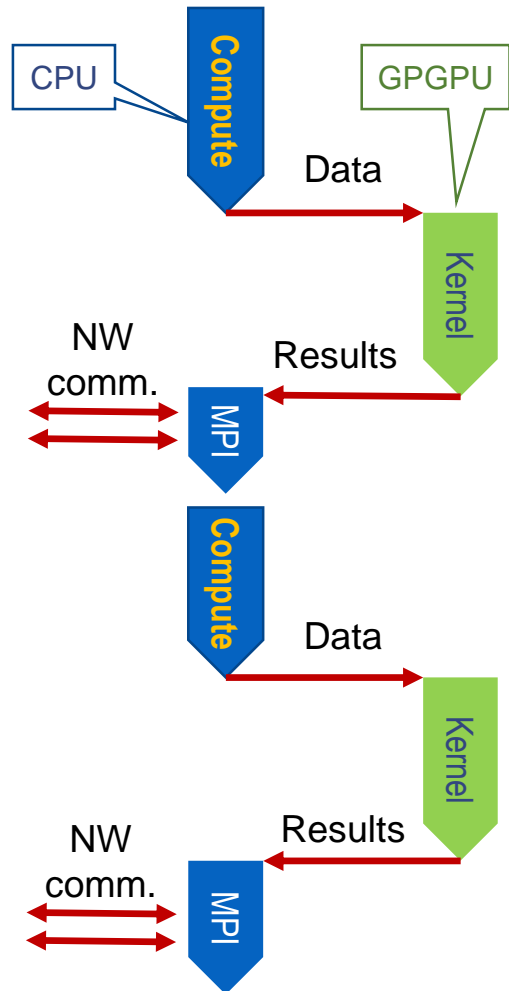 CPU
Compute
GPGPU
Data
Kernel
NW
comm.
Results
MPI
Compute
Data
Kernel
NW
comm.
Results
MPI